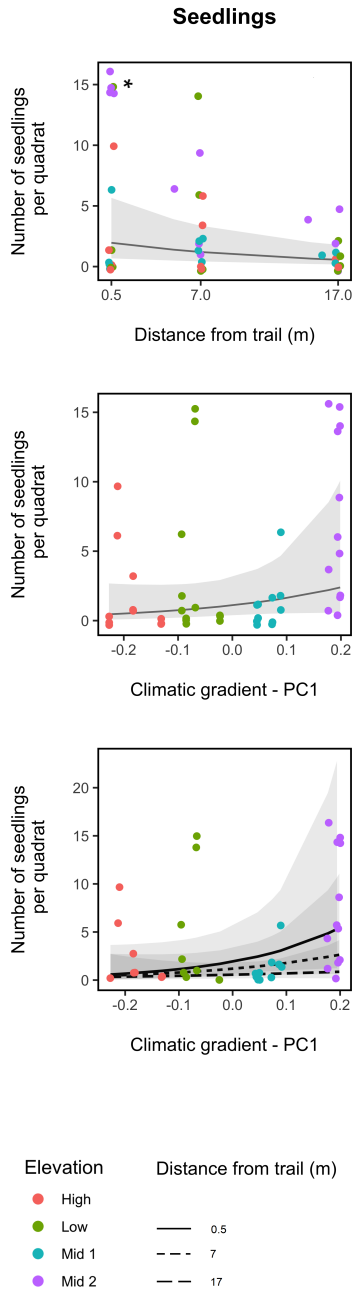 Seedlings
Number of seedlings
per quadrat
15
10
5
0
*
0.5 7.0 17.0
Distance from trail (m)
Number of seedlings
per quadrat
15
10
5
0
-0.2 -0.1 0.0 0.1 0.2
Climatic gradient - PC1
Number of seedlings
per quadrat
20
15
10
5
0
-0.2 -0.1 0.0 0.1 0.2
Climatic gradient - PC1
Elevation
High
Low
Mid 1
Mid 2
Distance from trail (m)
0.5
7
17